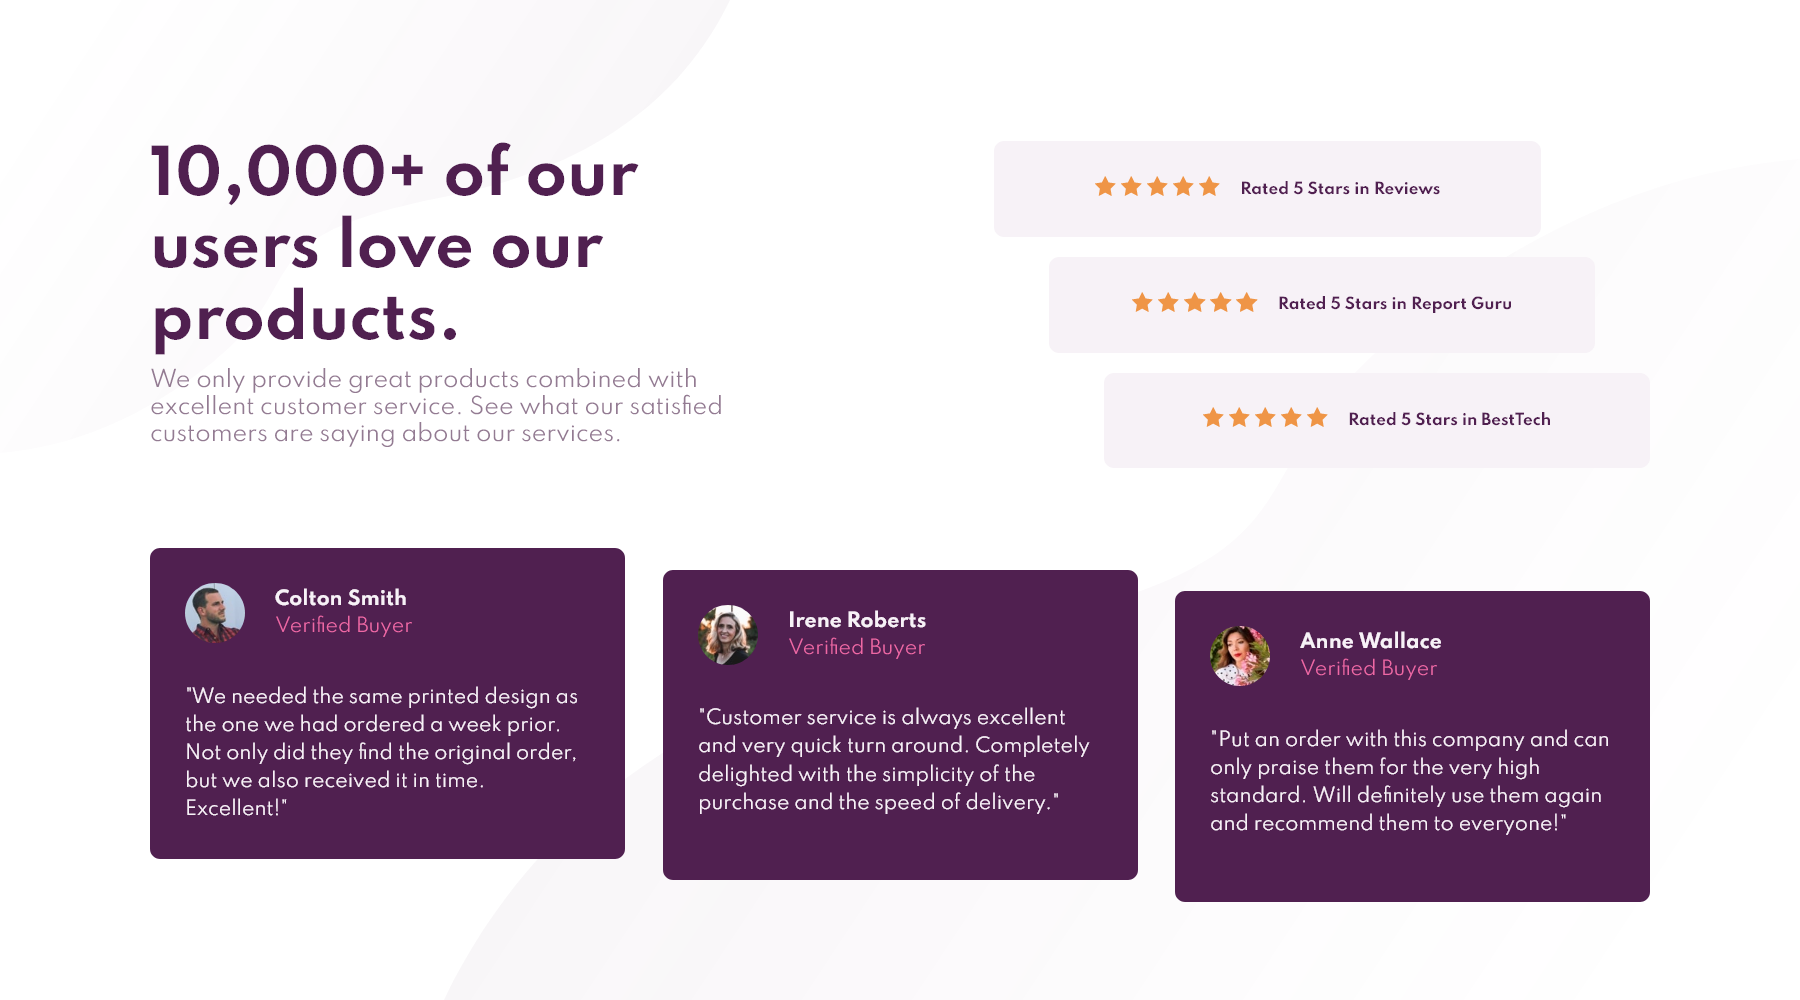 10,000+ of our
users love our
products.
We only provide great products combined with
excellent customer service. See what our satisfied
customers are saying about our services.
Rated 5 Stars in Reviews
Rated 5 Stars in Report Guru
Rated 5 Stars in BestTech
Colton Smith
Verified Buyer
"We needed the same printed design as
the one we had ordered a week prior.
Not only did they find the original order,
but we also received it in time.
Excellent!"
Irene Roberts
Verified Buyer
"Customer service is always excellent
and very quick turn around. Completely
delighted with the simplicity of the
purchase and the speed of delivery."
Anne Wallace
Verified Buyer
"Put an order with this company and can
only praise them for the very high
standard. Will definitely use them again
and recommend them to everyone!"